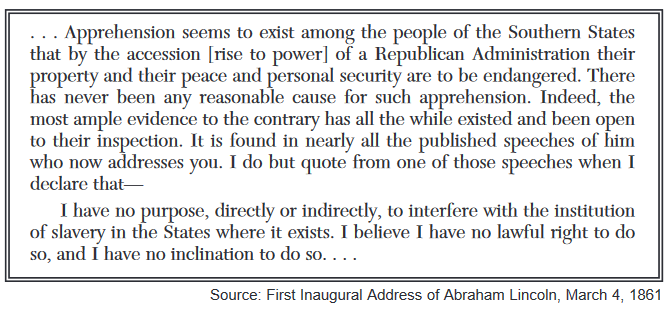 . . . Apprehension seems to exist among the people of the Southern States
that by the accession [rise to power] of a Republican Administration their
property and their peace and personal security are to be endangered. There
has never been any reasonable cause for such apprehension. Indeed, the
most ample evidence to the contrary has all the while existed and been open
to their inspection. It is found in nearly all the published speeches of him
who now addresses you. I do but quote from one of those speeches when I
declare that—
I have no purpose, directly or indirectly, to interfere with the institution
of slavery in the States where it exists. I believe I have no lawful right to do
so, and I have no inclination to do so. . . .
Source: First Inaugural Address of Abraham Lincoln, March 4, 1861